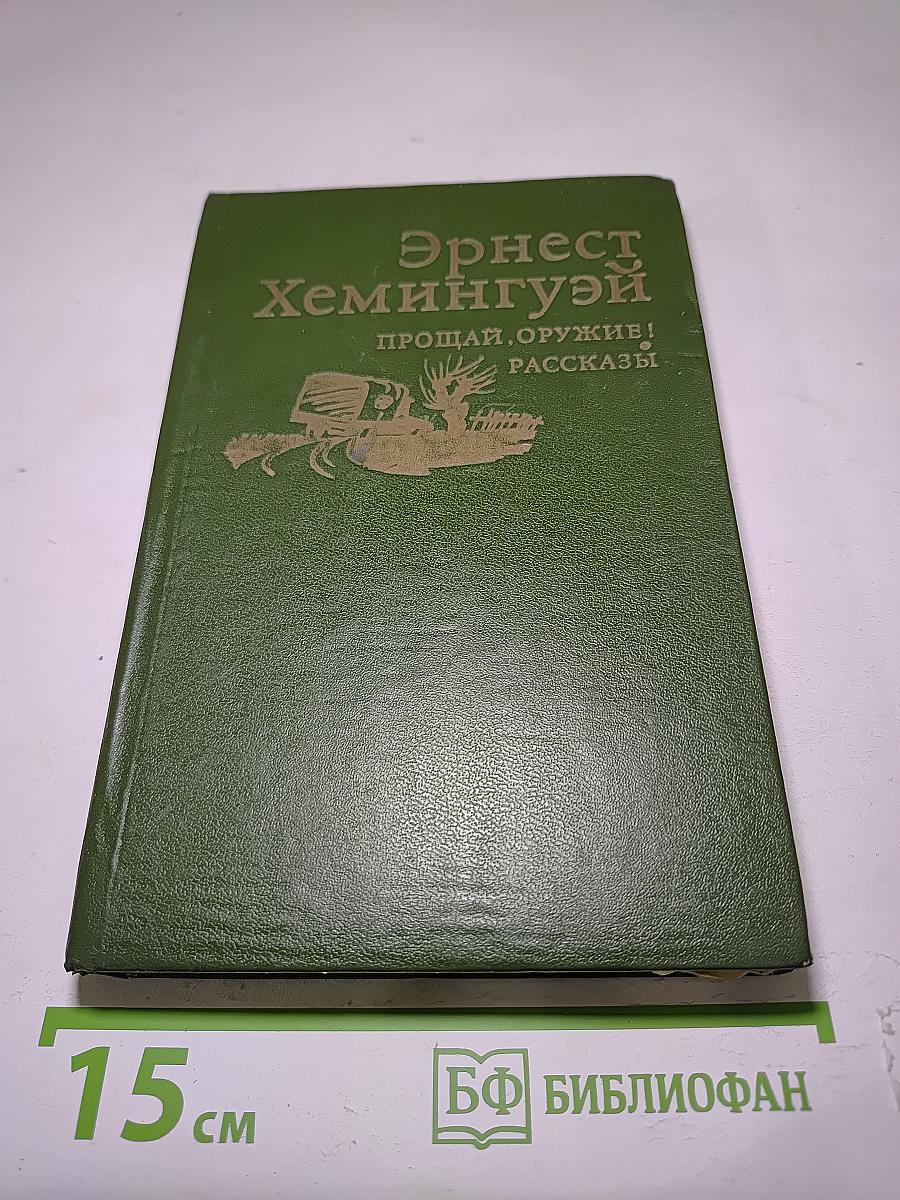 Эрнест
Хемингуэй
ПРОЩАЙ, ОРУЖИЕ!
РАССКАЗЫ
15 см
БФ БИБЛИОФАН